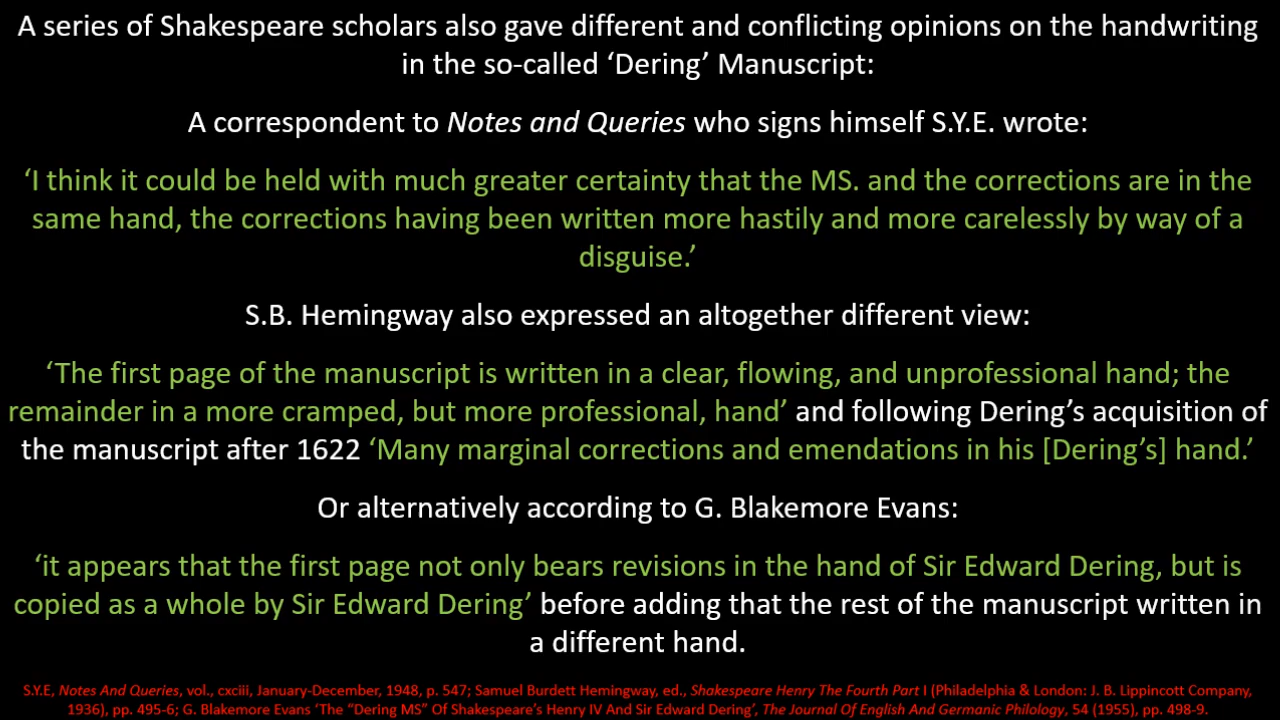 A series of Shakespeare scholars also gave different and conflicting opinions on the handwriting
in the so-called ‘Dering’ Manuscript:
A correspondent to Notes and Queries who signs himself S.Y.E. wrote:
‘I think it could be held with much greater certainty that the MS. and the corrections are in the
same hand, the corrections having been written more hastily and more carelessly by way of a
disguise.’
S.B. Hemingway also expressed an altogether different view:
‘The first page of the manuscript is written in a clear, flowing, and unprofessional hand; the
remainder in a more cramped, but more professional, hand’ and following Dering’s acquisition of
the manuscript after 1622 ‘Many marginal corrections and emendations in his [Dering’s] hand.’
Or alternatively according to G. Blakemore Evans:
‘it appears that the first page not only bears revisions in the hand of Sir Edward Dering, but is
copied as a whole by Sir Edward Dering’ before adding that the rest of the manuscript written in
a different hand.
S.Y.E, Notes And Queries, vol., cxciii, January-December, 1948, p. 547; Samuel Burdett Hemingway, ed., Shakespeare Henry The Fourth Part I (Philadelphia & London: J. B. Lippincott Company,
1936), pp. 495-6; G. Blakemore Evans ‘The “Dering MS” Of Shakespeare’s Henry IV And Sir Edward Dering’, The Journal Of English And Germanic Philology, 54 (1955), pp. 498-9.